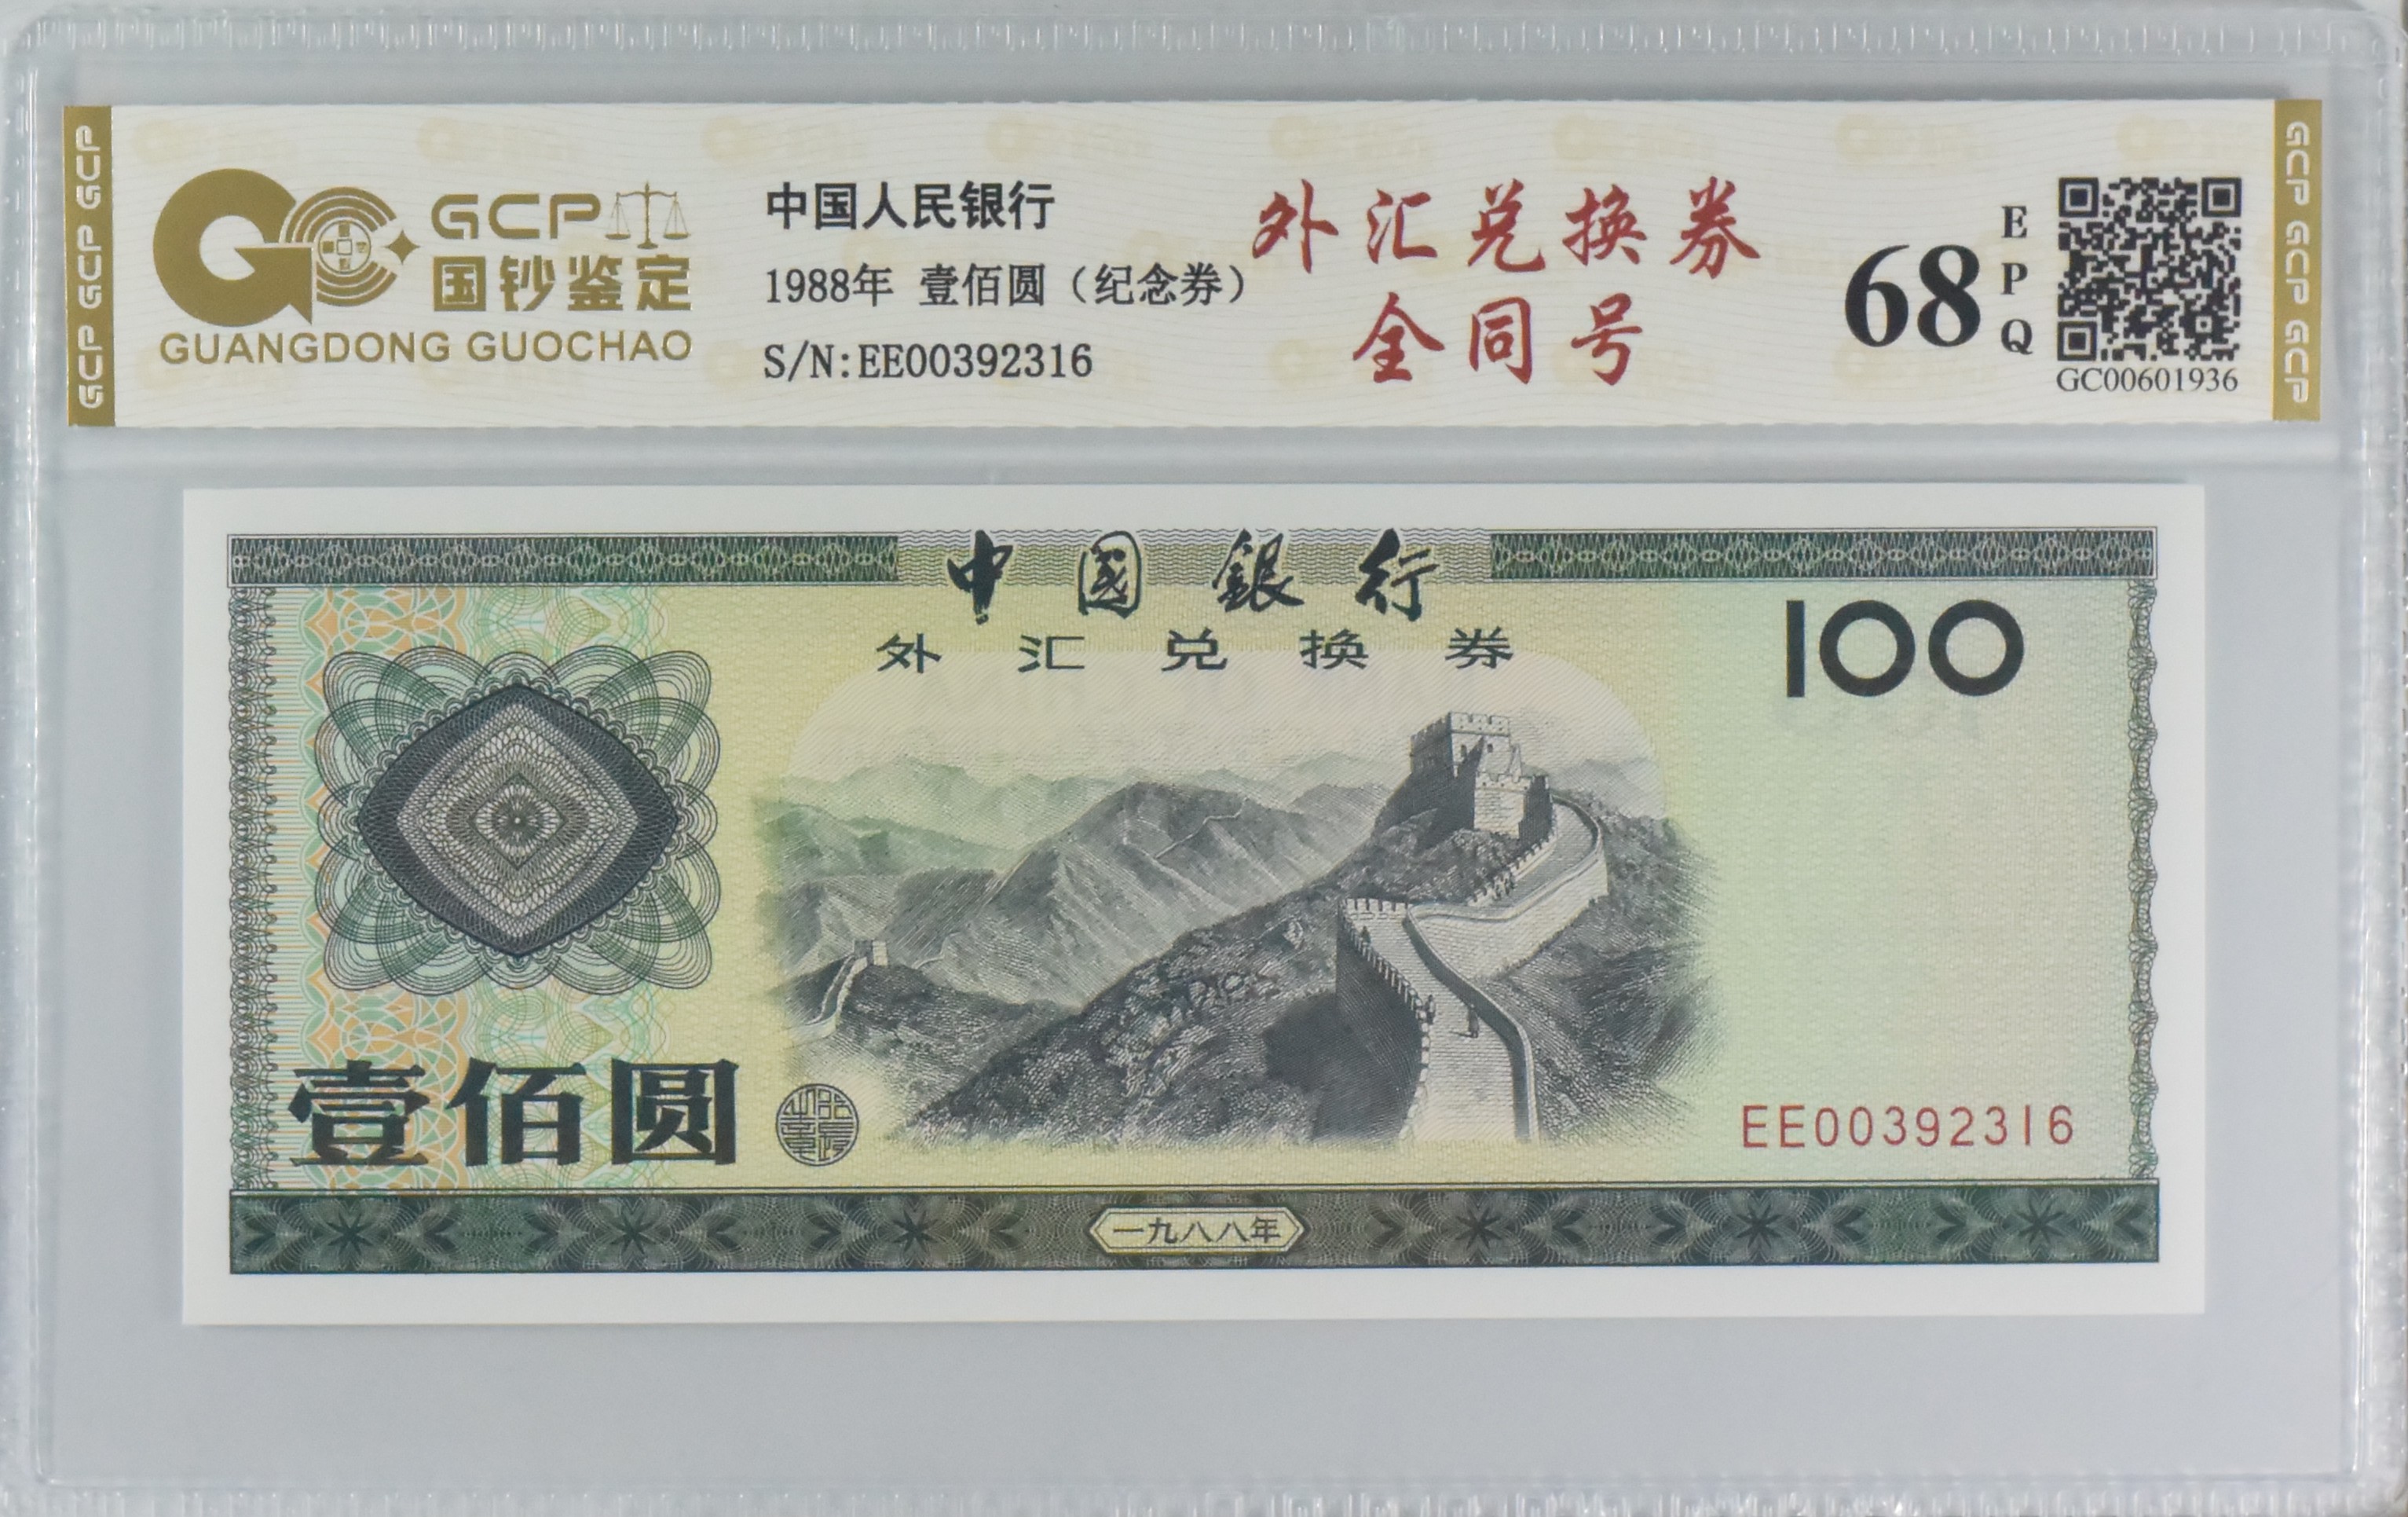 GCP GCP GCP
GCP
国钞鉴定
GUANGDONG GUOCHAO
中国人民银行
1988年 壹佰圆（纪念券）
S/N:EE00392316
外汇兑换券
全同号
68
EPQ
GC00601936
GCP GCP GCP
中國銀行
外汇兑换券
100
壹佰圆
EE00392316
一九八八年